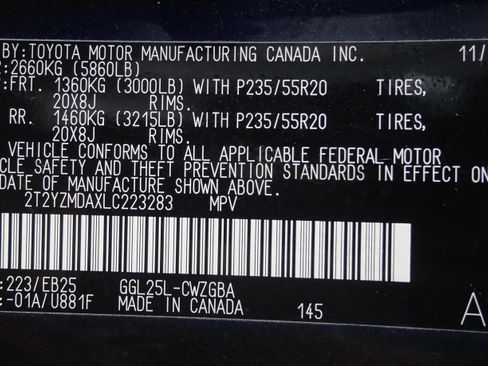 BY:TOYOTA MOTOR MANUFACTURING CANADA INC. 11/
:2660KG (5860LB)
:FRT. 1360KG (3000LB) WITH P235/55R20 TIRES,
20X8J RIMS.
RR. 1460KG (3215LB) WITH P235/55R20 TIRES,
20X8J RIMS.
VEHICLE CONFORMS TO ALL APPLICABLE FEDERAL MOTOR
SAFETY AND THEFT PREVENTION STANDARDS IN EFFECT ON
DATE OF MANUFACTURE SHOWN ABOVE.
2T2YZMDAXLC223283 MPV
:223/EB25 GGL25L-CWZGBA
:-01A/U881F MADE IN CANADA 145 A